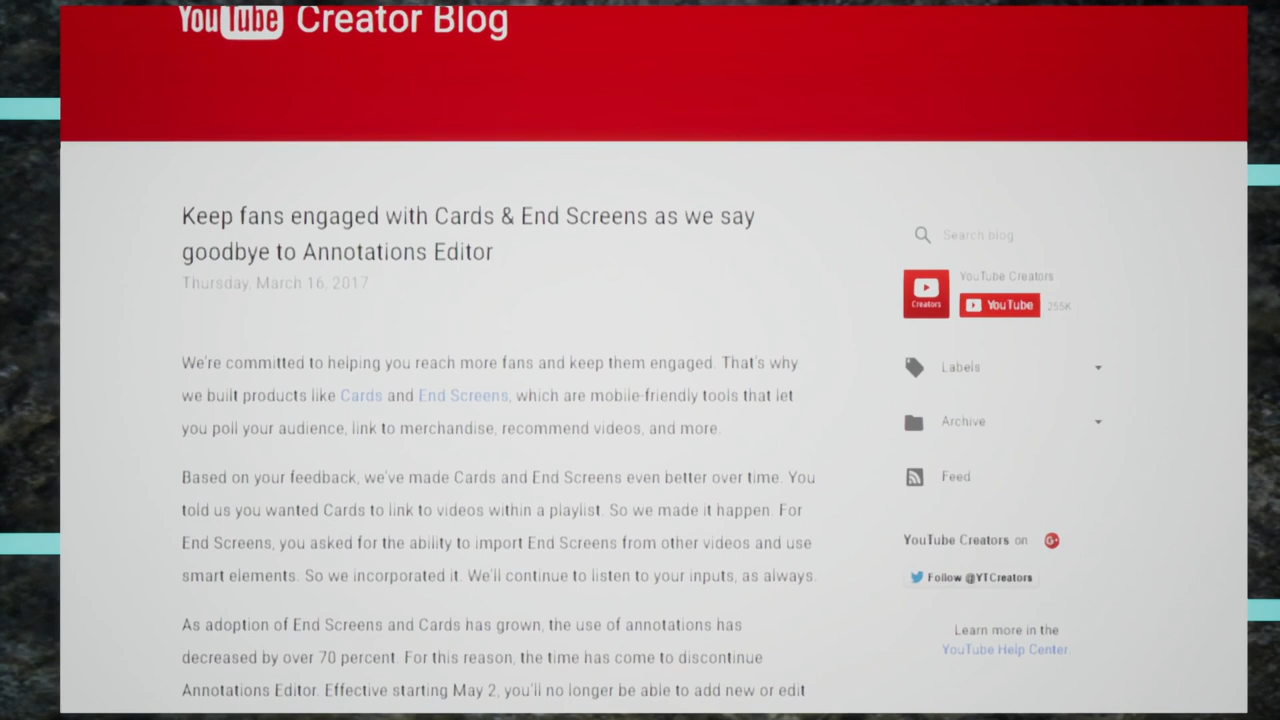 YouTube Creator Blog
Keep fans engaged with Cards & End Screens as we say
goodbye to Annotations Editor
Thursday, March 16, 2017
We're committed to helping you reach more fans and keep them engaged. That's why
we built products like Cards and End Screens, which are mobile-friendly tools that let
you poll your audience, link to merchandise, recommend videos, and more.
Based on your feedback, we've made Cards and End Screens even better over time. You
told us you wanted Cards to link to videos within a playlist. So we made it happen. For
End Screens, you asked for the ability to import End Screens from other videos and use
smart elements. So we incorporated it. We'll continue to listen to your inputs, as always.
As adoption of End Screens and Cards has grown, the use of annotations has
decreased by over 70 percent. For this reason, the time has come to discontinue
Annotations Editor. Effective starting May 2, you'll no longer be able to add new or edit
Search blog
YouTube Creators
Creators
YouTube 255K
Labels
Archive
Feed
YouTube Creators on G+
Follow @YTCreators
Learn more in the
YouTube Help Center